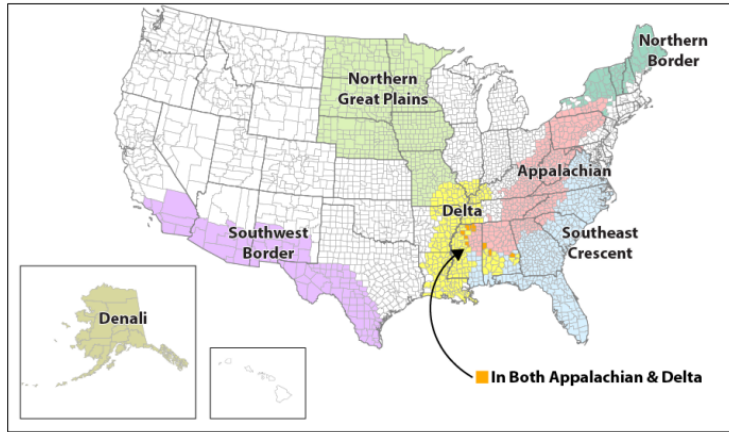 Northern
Border
Northern
Great Plains
Appalachian
Delta
Southwest
Border
Southeast
Crescent
Denali
In Both Appalachian & Delta